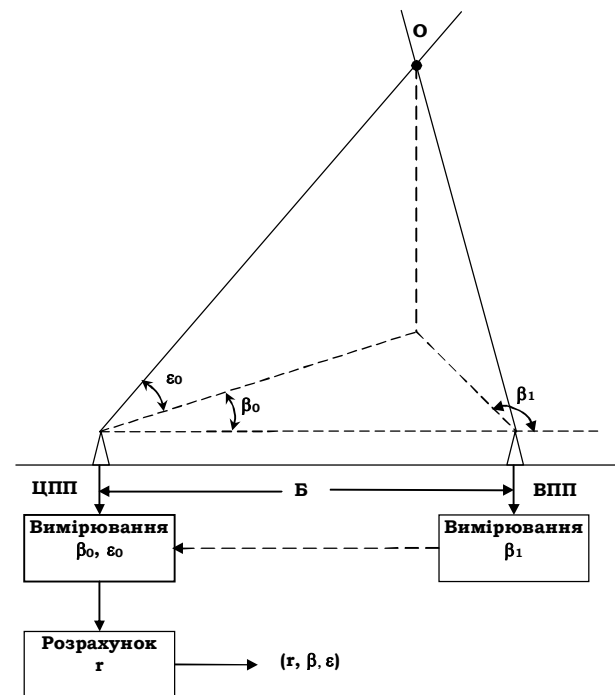 О
ε₀
β₀
β₁
ЦПП
Б
ВПП
Вимірювання
β₀, ε₀
Вимірювання
β₁
Розрахунок
r
(r, β, ε)